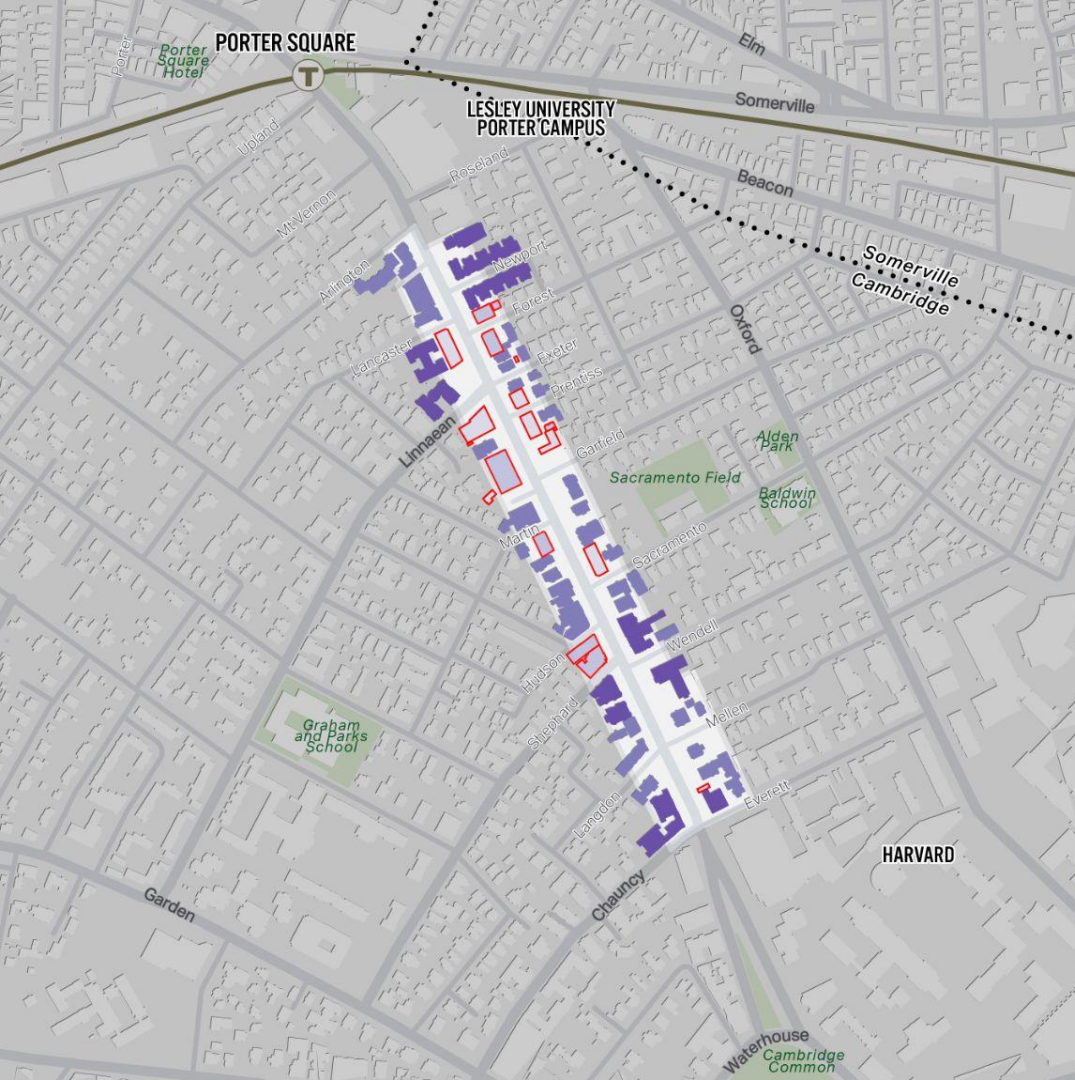 Elm
Porter
PORTER SQUARE
Porter
Square
Hotel
T
Somerville
LESLEY UNIVERSITY
PORTER CAMPUS
Upland
Roseland
Beacon
Mt Vernon
Somerville
Cambridge
Newport
Arlington
Forest
Oxford
Lancaster
Exeter
Prentiss
Linnaean
Garfield
Alden
Park
Sacramento Field
Baldwin
School
Martin
Sacramento
Wendell
Hudson
Shephard
Mellen
Graham
and Parks
School
Everett
Langdon
HARVARD
Chauncy
Garden
Waterhouse
Cambridge
Common